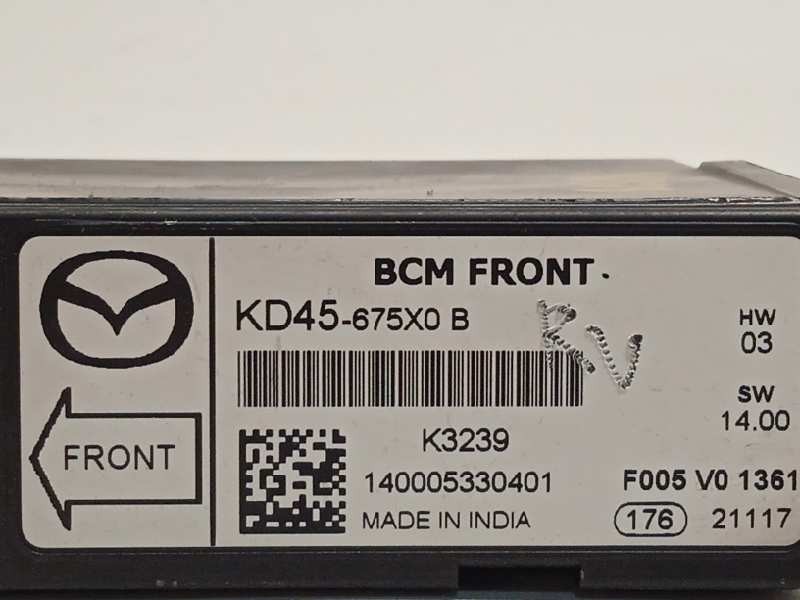 BCM FRONT.
KD45-675X0 B
RV
HW
03
SW
14.00
FRONT
K3239
140005330401
MADE IN INDIA
F005 V0 1361
176 21117